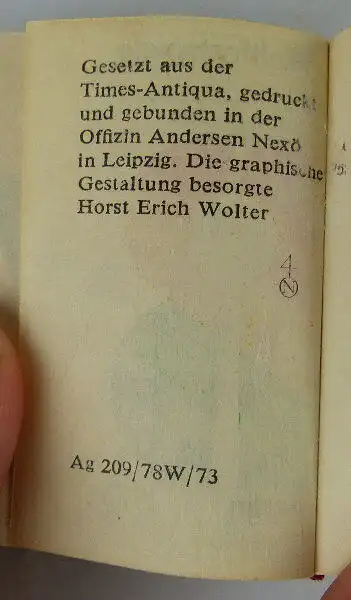 Gesetzt aus der
Times-Antiqua, gedruckt
und gebunden in der
Offizin Andersen Nexö
in Leipzig. Die graphische
Gestaltung besorgte
Horst Erich Wolter
4
N
Ag 209/78W/73